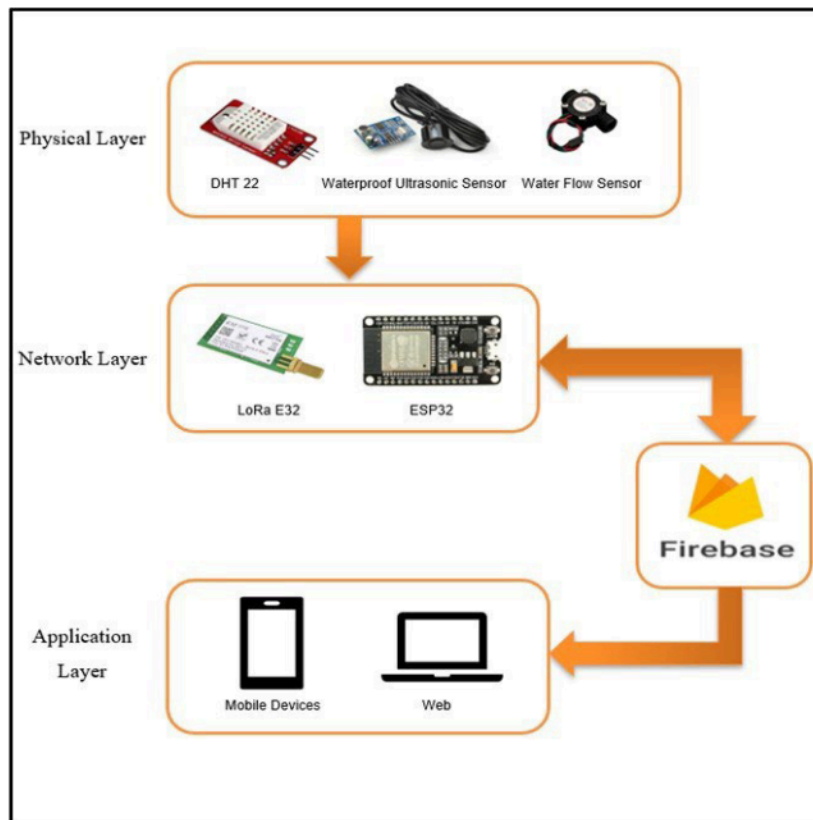 Physical Layer
DHT 22
Waterproof Ultrasonic Sensor
Water Flow Sensor
Network Layer
LoRa E32
ESP32
Firebase
Application
Layer
Mobile Devices
Web